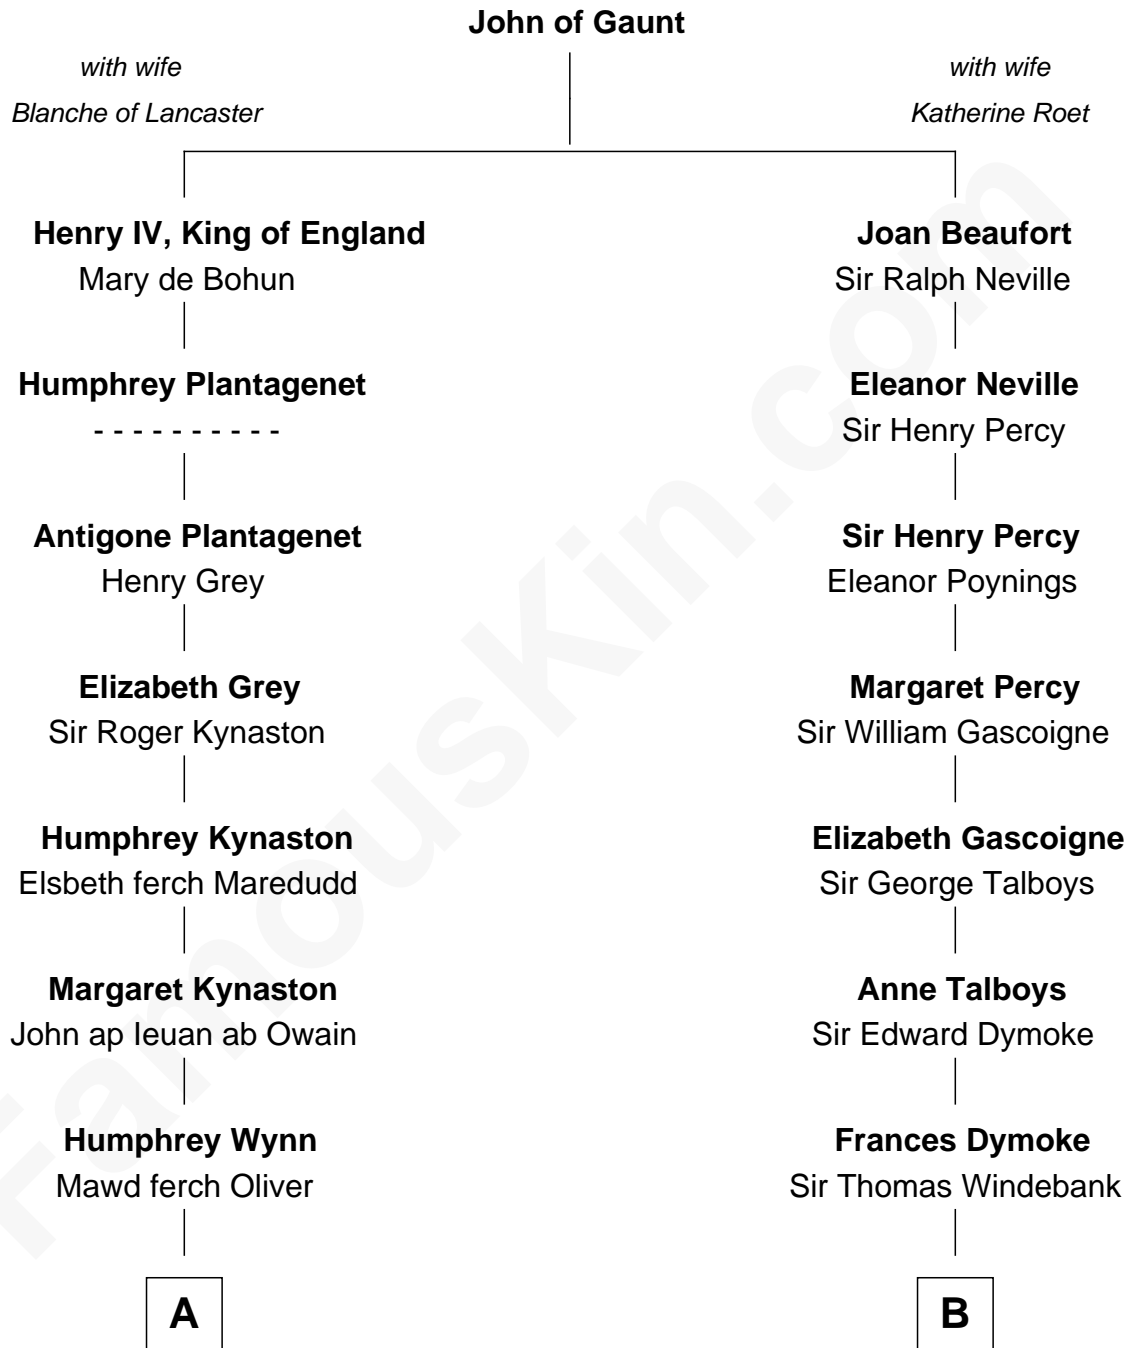 John of Gaunt
with wife
Blanche of Lancaster
with wife
Katherine Roet
Henry IV, King of England
Mary de Bohun
Joan Beaufort
Sir Ralph Neville
Humphrey Plantagenet
- - - - - - - - - -
Eleanor Neville
Sir Henry Percy
Antigone Plantagenet
Henry Grey
Sir Henry Percy
Eleanor Poynings
Elizabeth Grey
Sir Roger Kynaston
Margaret Percy
Sir William Gascoigne
Humphrey Kynaston
Elsbeth ferch Maredudd
Elizabeth Gascoigne
Sir George Talboys
Margaret Kynaston
John ap Ieuan ab Owain
Anne Talboys
Sir Edward Dymoke
Humphrey Wynn
Mawd ferch Oliver
Frances Dymoke
Sir Thomas Windebank
A
B
FamousKin.com